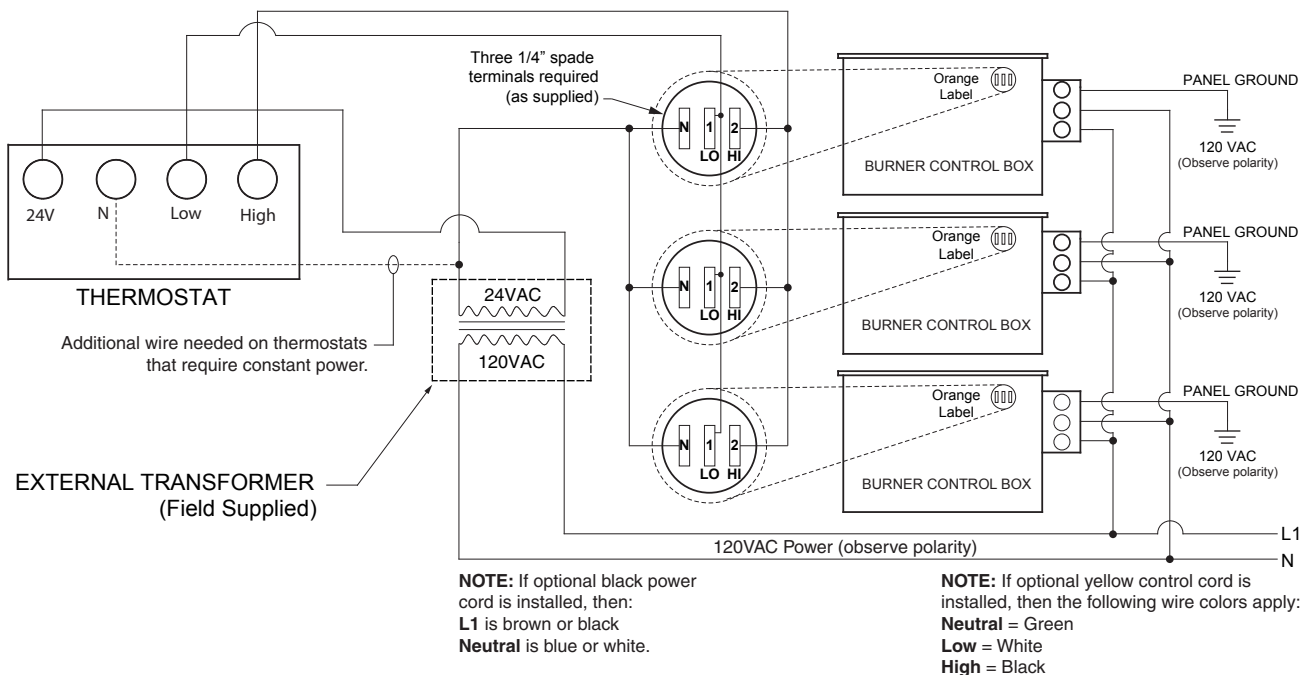 Three 1/4” spade
terminals required
(as supplied)
24V
N
Low
High
THERMOSTAT
Additional wire needed on thermostats
that require constant power.
24VAC
120VAC
EXTERNAL TRANSFORMER
(Field Supplied)
N
1
2
LO
HI
Orange
Label
BURNER CONTROL BOX
PANEL GROUND
120 VAC
(Observe polarity)
N
1
2
LO
HI
Orange
Label
BURNER CONTROL BOX
PANEL GROUND
120 VAC
(Observe polarity)
N
1
2
LO
HI
Orange
Label
BURNER CONTROL BOX
PANEL GROUND
120 VAC
(Observe polarity)
L1
120VAC Power (observe polarity)
N
NOTE: If optional black power
cord is installed, then:
L1 is brown or black
Neutral is blue or white.
NOTE: If optional yellow control cord is
installed, then the following wire colors apply:
Neutral = Green
Low = White
High = Black